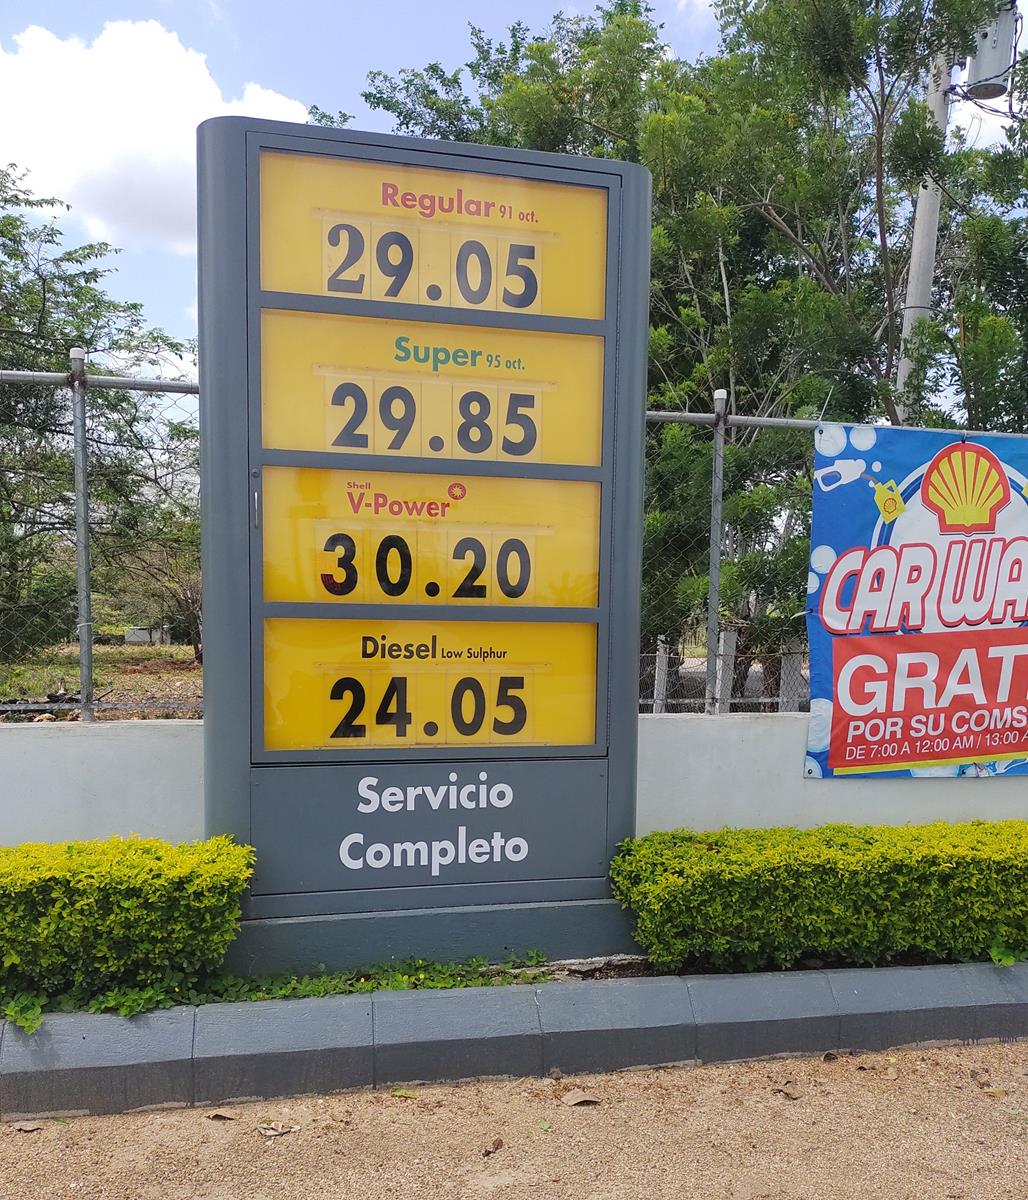 Regular 91 oct.
29.05
Super 95 oct.
29.85
Shell
V-Power
30.20
Diesel Low Sulphur
24.05
Servicio
Completo
CAR WA
GRAT
POR SU COMS
DE 7:00 A 12:00 AM / 13:00 A